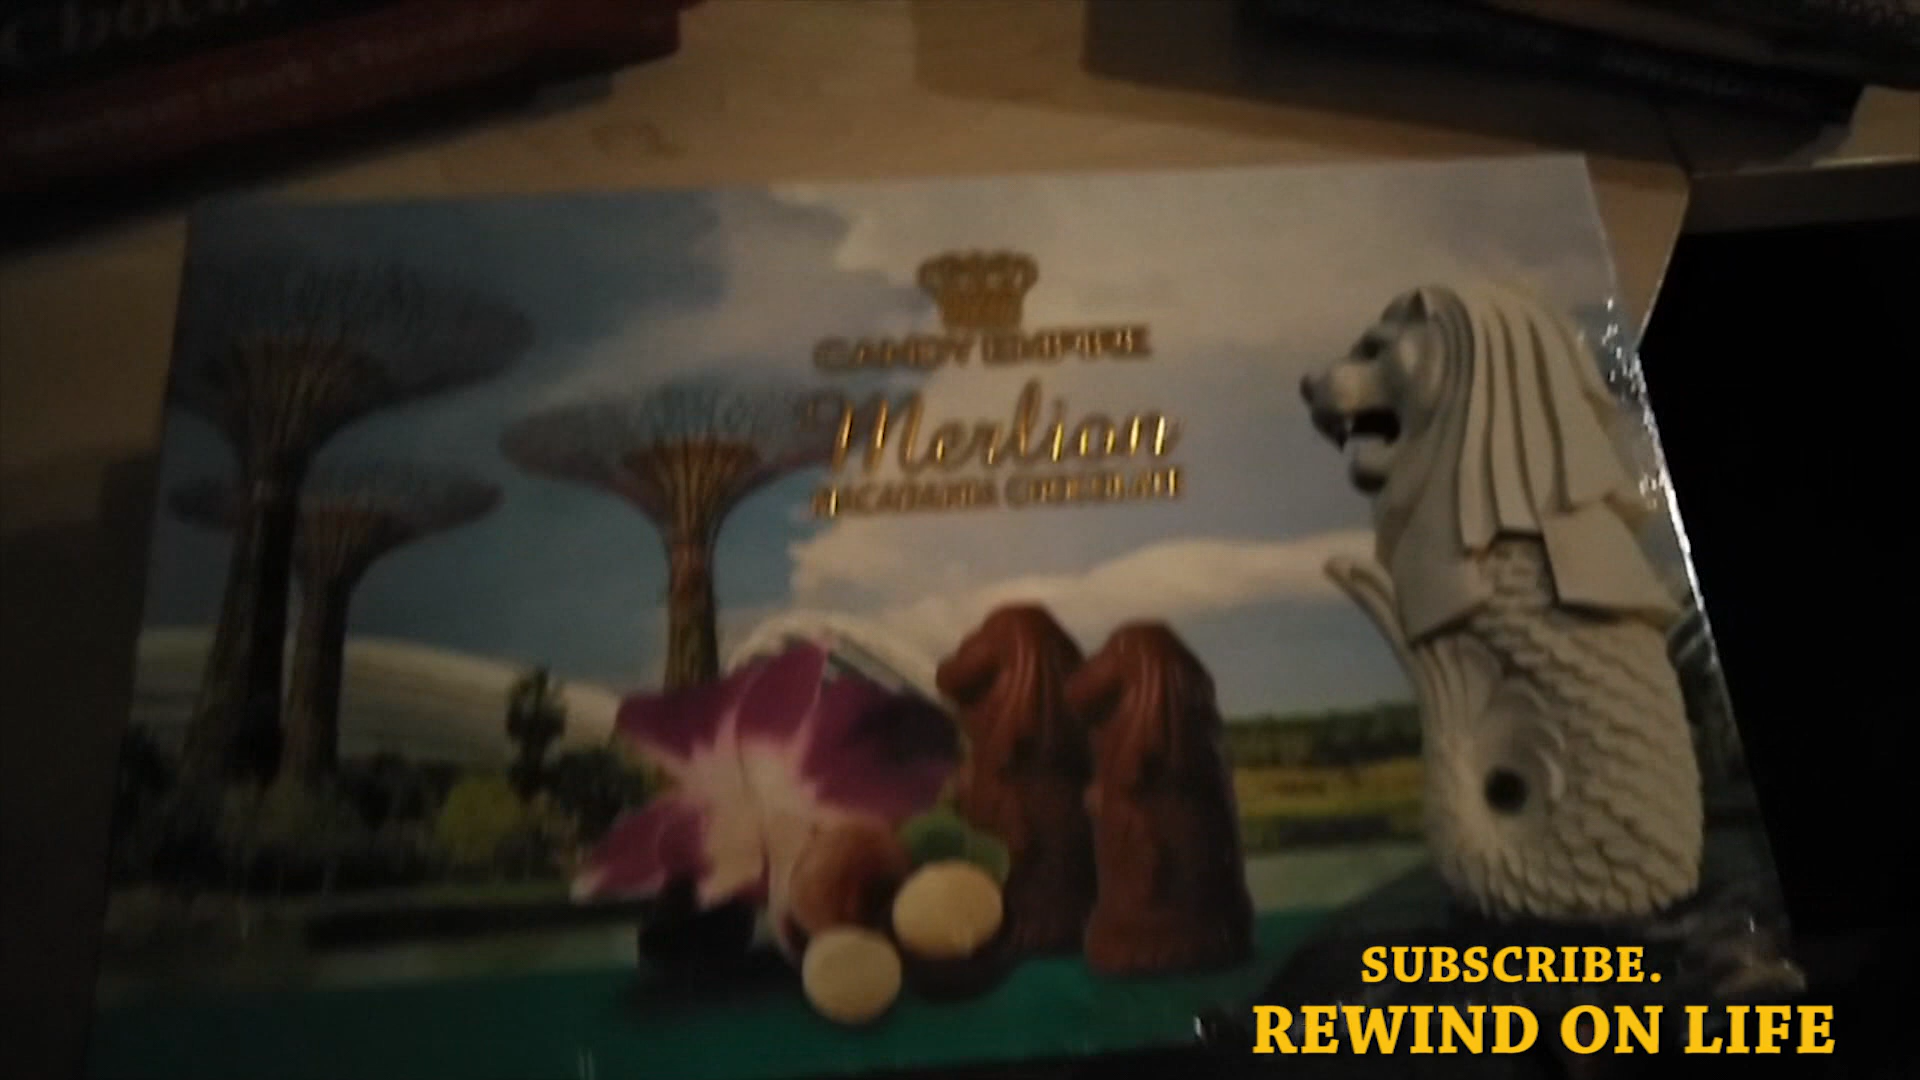 CANDY EMPIRE
Merlion
MACADAMIA CHOCOLATE
SUBSCRIBE.
REWIND ON LIFE